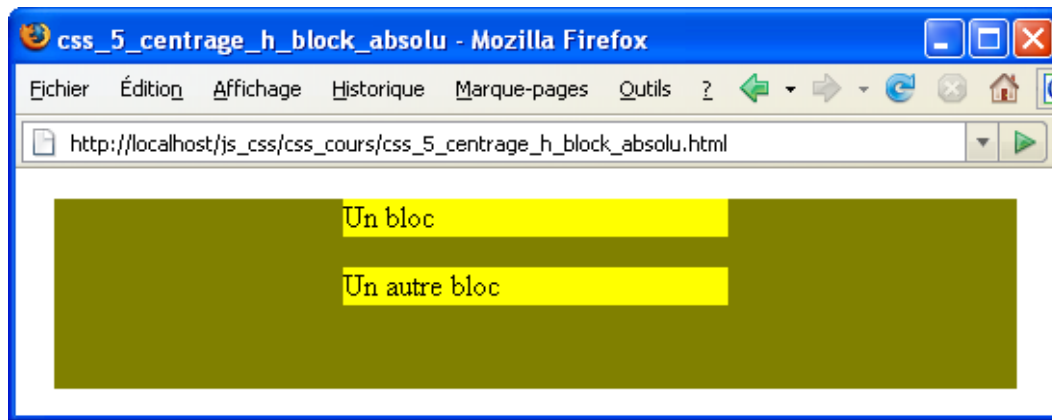 css_5_centrage_h_block_absolu - Mozilla Firefox
Fichier Édition Affichage Historique Marque-pages Outils ?
http://localhost/js_css/css_cours/css_5_centrage_h_block_absolu.html
Un bloc
Un autre bloc